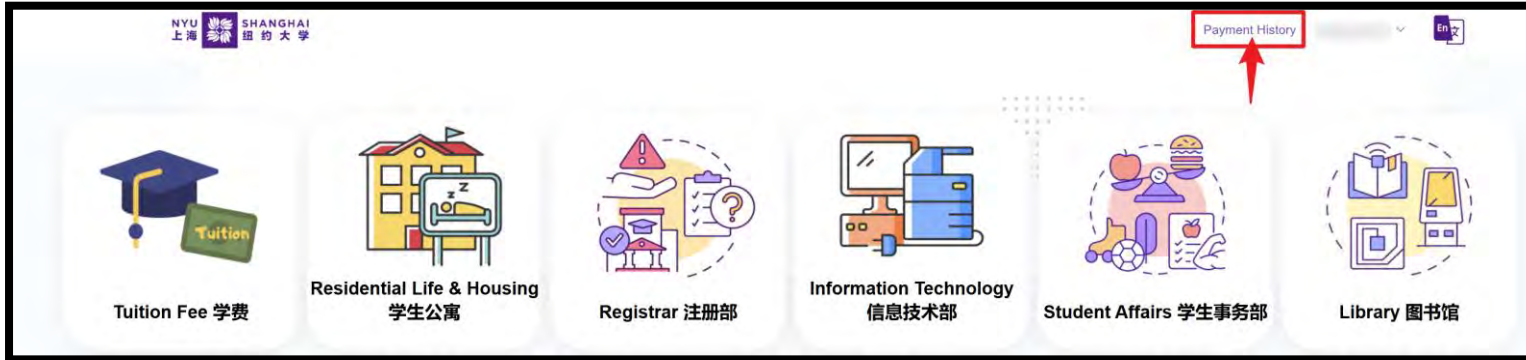 NYU SHANGHAI
上海 纽约大学
Payment History
En 文
Tuition
Tuition Fee 学费
Residential Life & Housing
学生公寓
Registrar 注册部
Information Technology
信息技术部
Student Affairs 学生事务部
Library 图书馆